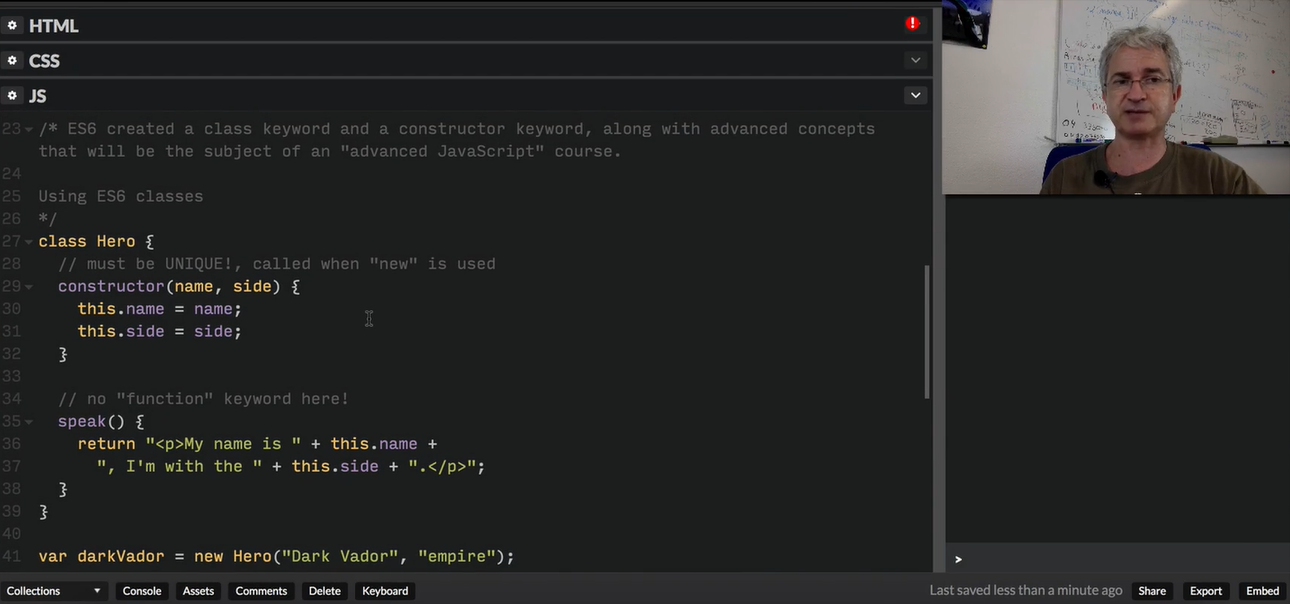 HTML
CSS
JS
23 /* ES6 created a class keyword and a constructor keyword, along with advanced concepts
that will be the subject of an "advanced JavaScript" course.
24
25 Using ES6 classes
26 */
27 class Hero {
28 // must be UNIQUE!, called when "new" is used
29 constructor(name, side) {
30 this.name = name;
31 this.side = side;
32 }
33
34 // no "function" keyword here!
35 speak() {
36 return "<p>My name is " + this.name +
37 ", I'm with the " + this.side + ".</p>";
38 }
39 }
40
41 var darkVador = new Hero("Dark Vador", "empire");
>
Collections Console Assets Comments Delete Keyboard Last saved less than a minute ago Share Export Embed